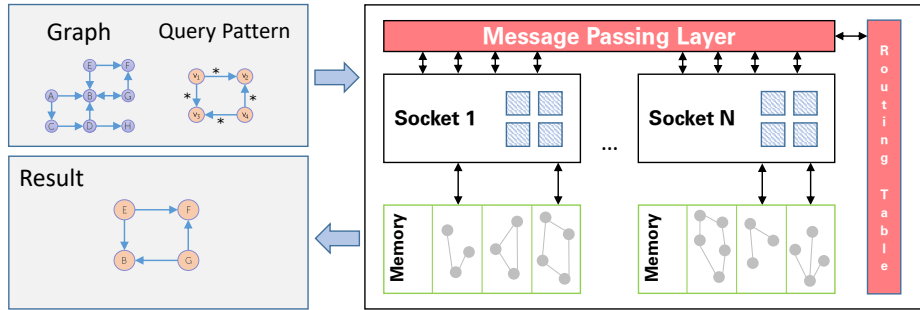 Graph
Query Pattern
E F
A B G
C D H
v1 * v2
* *
v3 * v4
Result
E F
B G
Message Passing Layer
Socket 1
...
Socket N
Memory
Memory
Routing Table